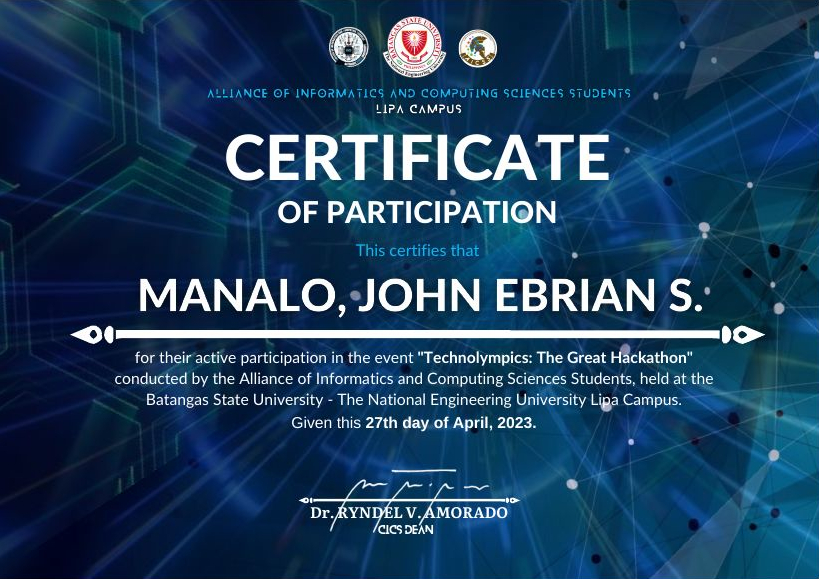 BATANGAS STATE UNIVERSITY
ALLIANCE OF INFORMATICS AND COMPUTING SCIENCES STUDENTS
LIPA CAMPUS
CERTIFICATE
OF PARTICIPATION
This certifies that
MANALO, JOHN EBRIAN S.
for their active participation in the event "Technolympics: The Great Hackathon"
conducted by the Alliance of Informatics and Computing Sciences Students, held at the
Batangas State University - The National Engineering University Lipa Campus.
Given this 27th day of April, 2023.
Dr. RYNDEL V. AMORADO
CICS DEAN